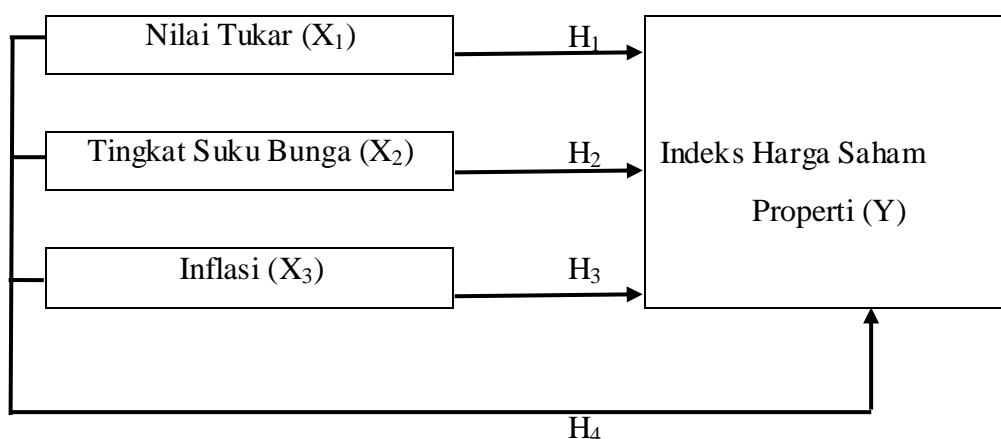 Nilai Tukar (X₁)
H₁
Tingkat Suku Bunga (X₂)
H₂
Indeks Harga Saham
Properti (Y)
Inflasi (X₃)
H₃
H₄